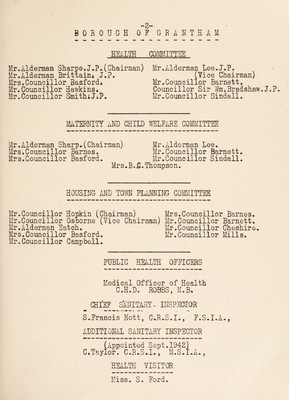 -2-
BOROUGH OF GRANTHAM
HEALTH COMMITTEE
Mr.Alderman Sharpe.J.P.(Chairman) Mr.Alderman Lee.J.P.
Mr.Alderman Brittain, J.P. (Vice Chairman)
Mrs.Councillor Basford. Mr.Councillor Barnett.
Mr.Councillor Haskins. Councillor Sir Wm.Bradshaw.J.P.
Mr.Councillor Smith.J.P. Mr.Councillor Sindall.
MATERNITY AND CHILD WELFARE COMMITTEE
Mr.Alderman Sharp.(Chairman) Mr.Alderman Lee.
Mrs.Councillor Barnes. Mr.Councillor Barnett.
Mrs.Councillor Basford. Mr.Councillor Sindall.
Mrs.B.G.Thompson.
HOUSING AND TOWN PLANNING COMMITTEE
Mr.Councillor Hopkin (Chairman) Mrs.Councillor Barnes.
Mr.Councillor Osborne (Vice Chairman) Mr.Councillor Barnett.
Mr.Alderman Eatch. Mr.Councillor Cheshire.
Mrs.Councillor Basford. Mr.Councillor Mills.
Mr.Councillor Campbell.
PUBLIC HEALTH OFFICERS
Medical Officer of Health
C.H.D. ROBBS, M.B.
CHIEF SANITARY INSPECTOR
S.Francis Nott, C.R.S.I., F.S.I.A.,
ADDITIONAL SANITARY INSPECTOR
(Appointed Sept.1942)
C.Taylor. C.R.S.I., M.S.I.A.,
HEALTH VISITOR
Miss. S. Ford.